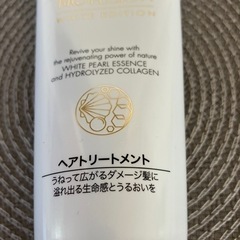 Revive your shine with
the rejuvenating power of nature
WHITE PEARL ESSENCE
and HYDROLYZED COLLAGEN
ヘアトリートメント
うねって広がるダメージ髪に
溢れ出る生命感とうるおいを